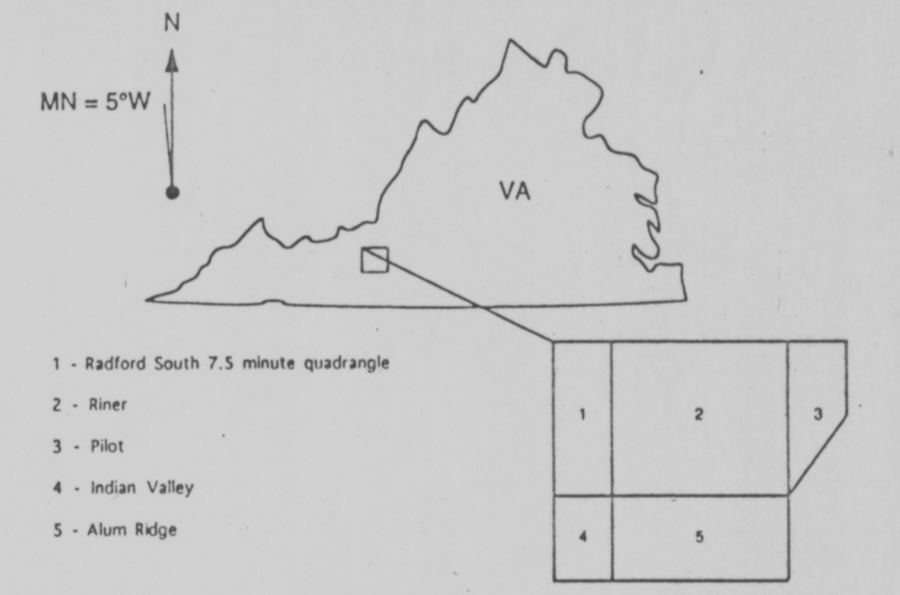 N
MN = 5°W
VA
1 - Radford South 7.5 minute quadrangle
2 - Riner
3 - Pilot
4 - Indian Valley
5 - Alum Ridge
1 2 3
4 5